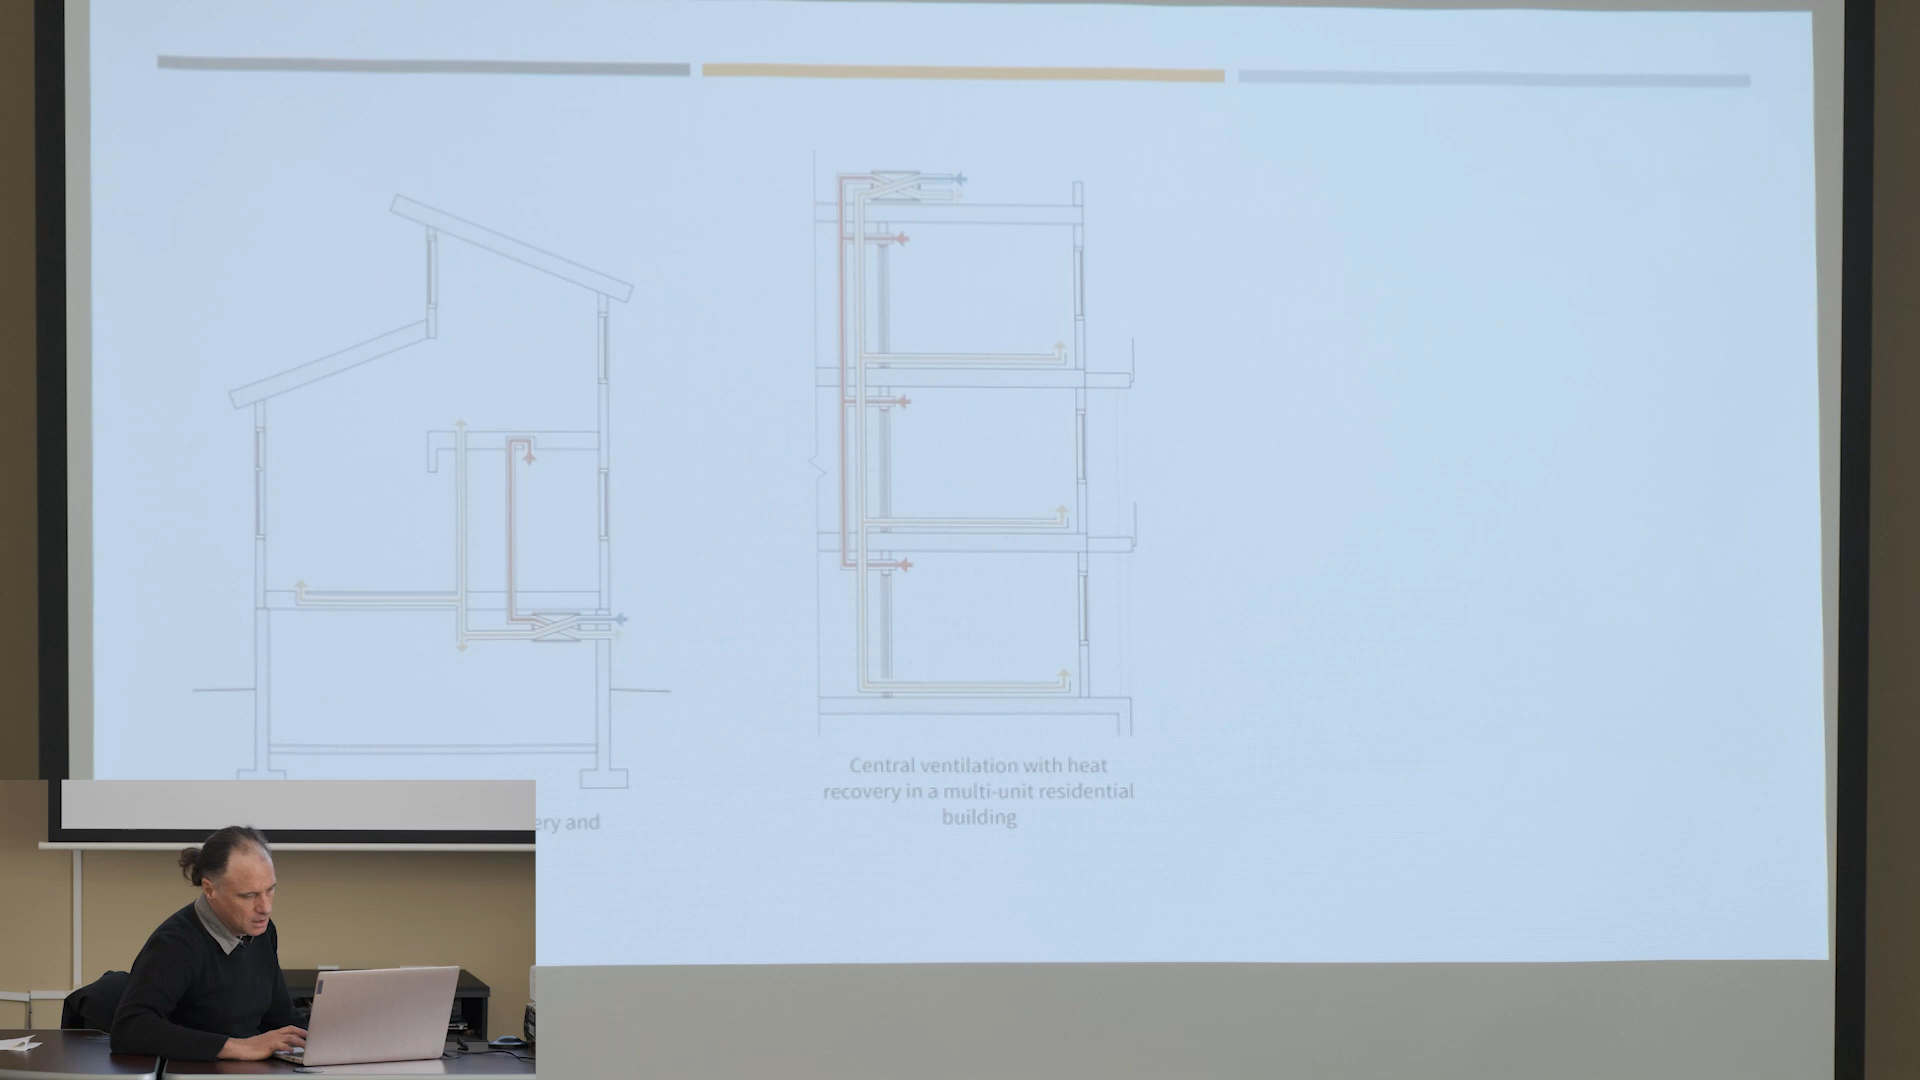 ery and
Central ventilation with heat
recovery in a multi-unit residential
building